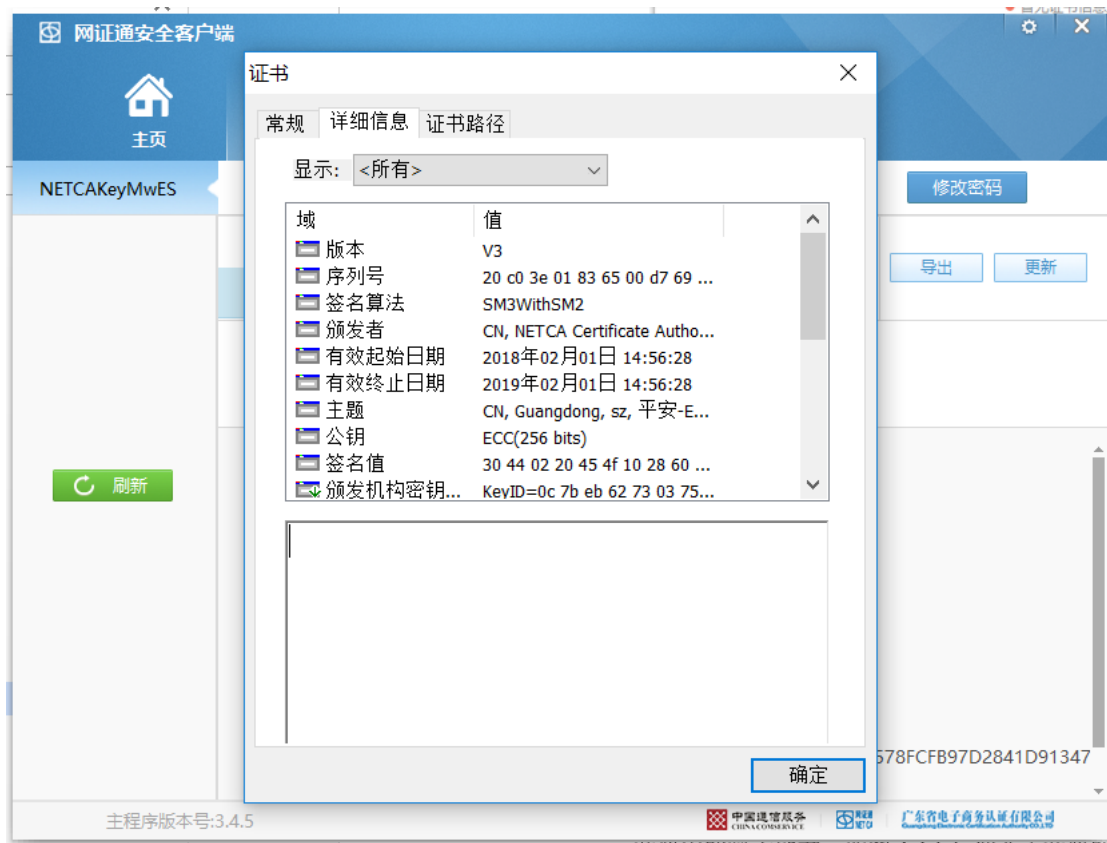 网证通安全客户端
主页
NETCAKeyMwES
修改密码
导出
更新
刷新
证书
常规 详细信息 证书路径
显示: <所有>
域 值
版本 V3
序列号 20 c0 3e 01 83 65 00 d7 69 ...
签名算法 SM3WithSM2
颁发者 CN, NETCA Certificate Autho...
有效起始日期 2018年02月01日 14:56:28
有效终止日期 2019年02月01日 14:56:28
主题 CN, Guangdong, sz, 平安-E...
公钥 ECC(256 bits)
签名值 30 44 02 20 45 4f 10 28 60 ...
颁发机构密钥... KeyID=0c 7b eb 62 73 03 75...
确定
578FCFB97D2841D91347
主程序版本号:3.4.5
中国通信服务
CHINA COMSERVICE
网证通
NETCA
广东省电子商务认证有限公司